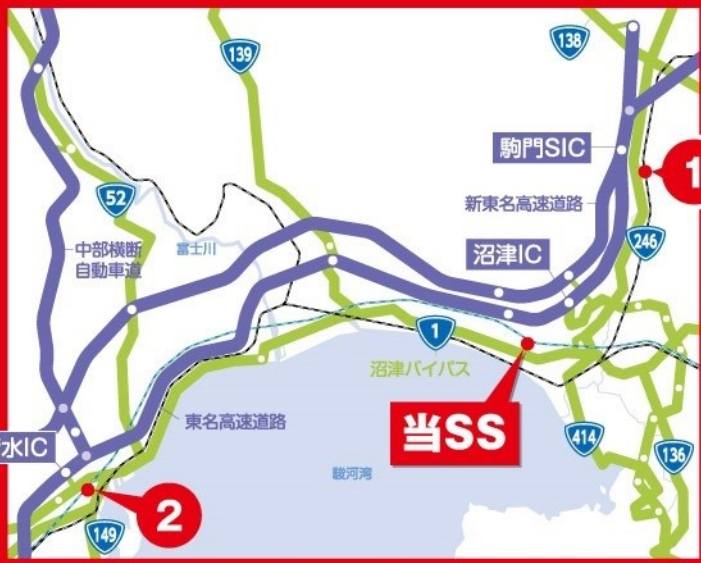 139
138
駒門SIC
1
52
新東名高速道路
中部横断
自動車道
富士川
沼津IC
246
1
沼津バイパス
当SS
東名高速道路
414
水IC
駿河湾
136
2
149